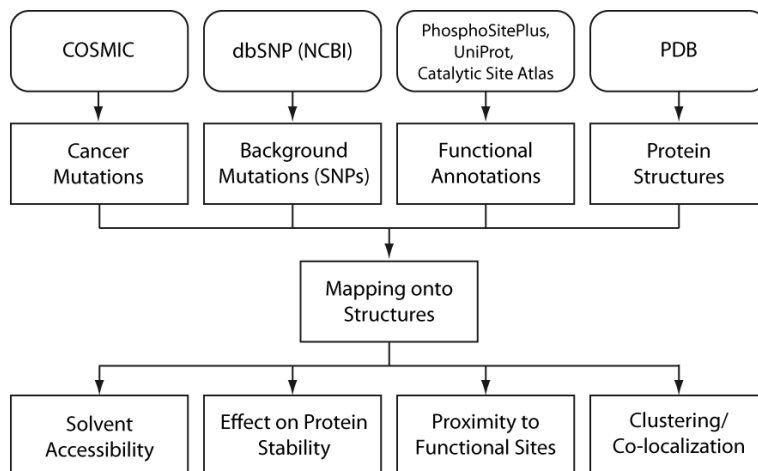 COSMIC
dbSNP (NCBI)
PhosphoSitePlus,
UniProt,
Catalytic Site Atlas
PDB
Cancer
Mutations
Background
Mutations (SNPs)
Functional
Annotations
Protein
Structures
Mapping onto
Structures
Solvent
Accessibility
Effect on Protein
Stability
Proximity to
Functional Sites
Clustering/
Co-localization